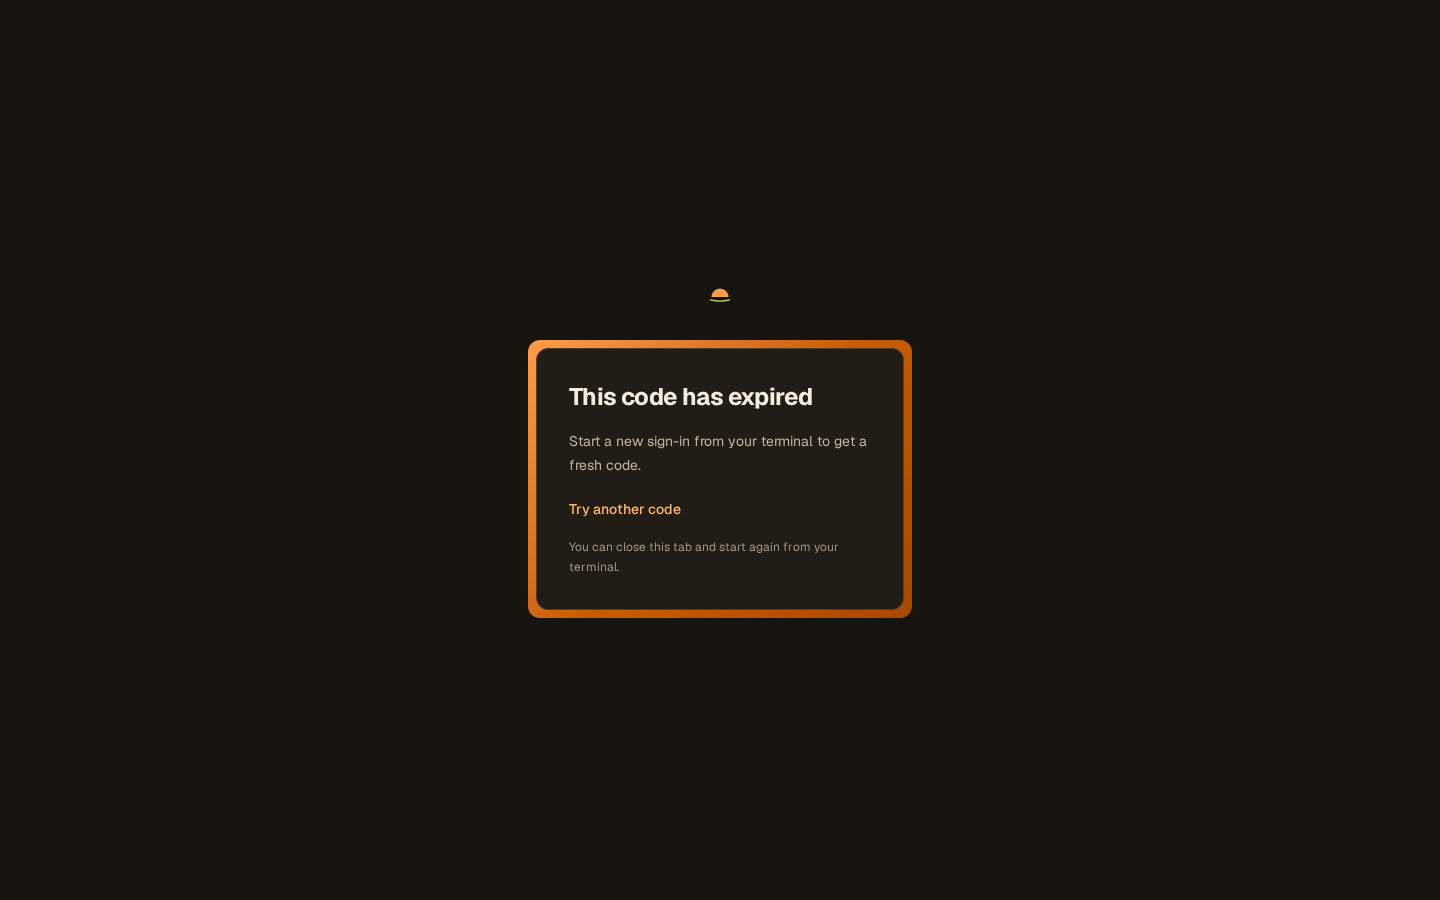 This code has expired
Start a new sign-in from your terminal to get a
fresh code.
Try another code
You can close this tab and start again from your
terminal.